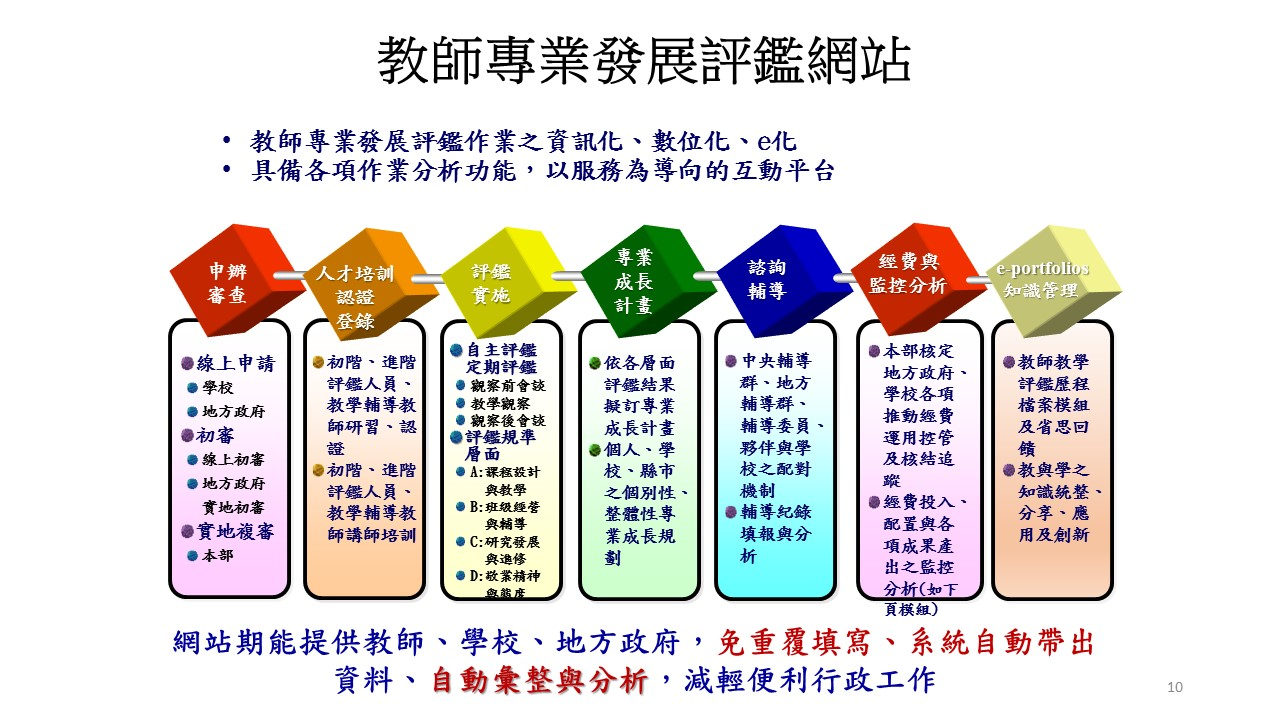 教師專業發展評鑑網站
• 教師專業發展評鑑作業之資訊化、數位化、e化
• 具備各項作業分析功能，以服務為導向的互動平台
申辦
審查
線上申請
學校
地方政府
初審
線上初審
地方政府
實地初審
實地複審
本部
人才培訓
認證
登錄
初階、進階
評鑑人員、
教學輔導教
師研習、認
證
初階、進階
評鑑人員、
教學輔導教
師講師培訓
評鑑
實施
自主評鑑
定期評鑑
觀察前會談
教學觀察
觀察後會談
評鑑規準
層面
A:課程設計
與教學
B:班級經營
與輔導
C:研究發展
與進修
D:敬業精神
與態度
專業
成長
計畫
依各層面
評鑑結果
擬訂專業
成長計畫
個人、學
校、縣市
之個別性、
整體性專
業成長規
劃
諮詢
輔導
中央輔導
群、地方
輔導群、
輔導委員、
夥伴與學
校之配對
機制
輔導紀錄
填報與分
析
經費與
監控分析
本部核定
地方政府、
學校各項
推動經費
運用控管
及核結追
蹤
經費投入、
配置與各
項成果產
出之監控
分析(如下
頁模組)
e-portfolios
知識管理
教師教學
評鑑歷程
檔案模組
及省思回
饋
教與學之
知識統整、
分享、應
用及創新
網站期能提供教師、學校、地方政府，免重覆填寫、系統自動帶出
資料、自動彙整與分析，減輕便利行政工作
10